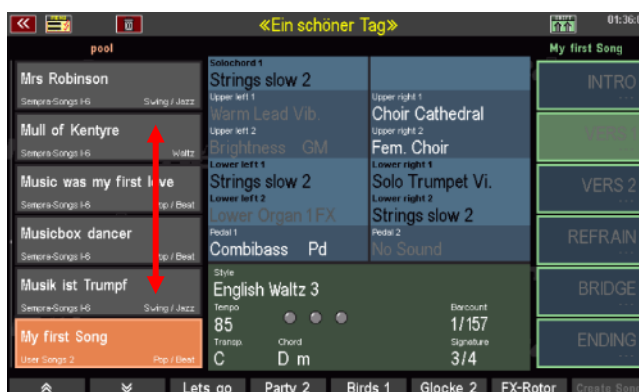 «Ein schöner Tag»
01:36:
pool
My first Song
Mrs Robinson
Sempra-Songs I-6 Swing / Jazz
Mull of Kentyre
Sempra-Songs I-6 Waltz
Music was my first l ve
Sempra-Songs I-6 op / Beat
Musicbox dancer
Sempra-Songs I-6 op / Beat
Musik ist Trumpf
Sempra-Songs I-6 Swing / Jazz
My first Song
User Songs 2 Pop / Beat
Solochord 1
Strings slow 2
Upper left 1
Warm Lead Vib.
Upper right 1
Choir Cathedral
Upper left 2
Brightness GM
Upper right 2
Fem. Choir
Lower left 1
Strings slow 2
Lower right 1
Solo Trumpet Vi.
Lower left 2
Lower Organ 1 FX
Lower right 2
Strings slow 2
Pedal 1
Combibass Pd
Pedal 2
No Sound
Style
English Waltz 3
Tempo
85
Barcount
1/157
Transp. Chord
C D m
Signature
3/4
INTRO
VERS 1
VERS 2
REFRAIN
BRIDGE
ENDING
Lets go Party 2 Birds 1 Glocke 2 FX-Rotor Create Song